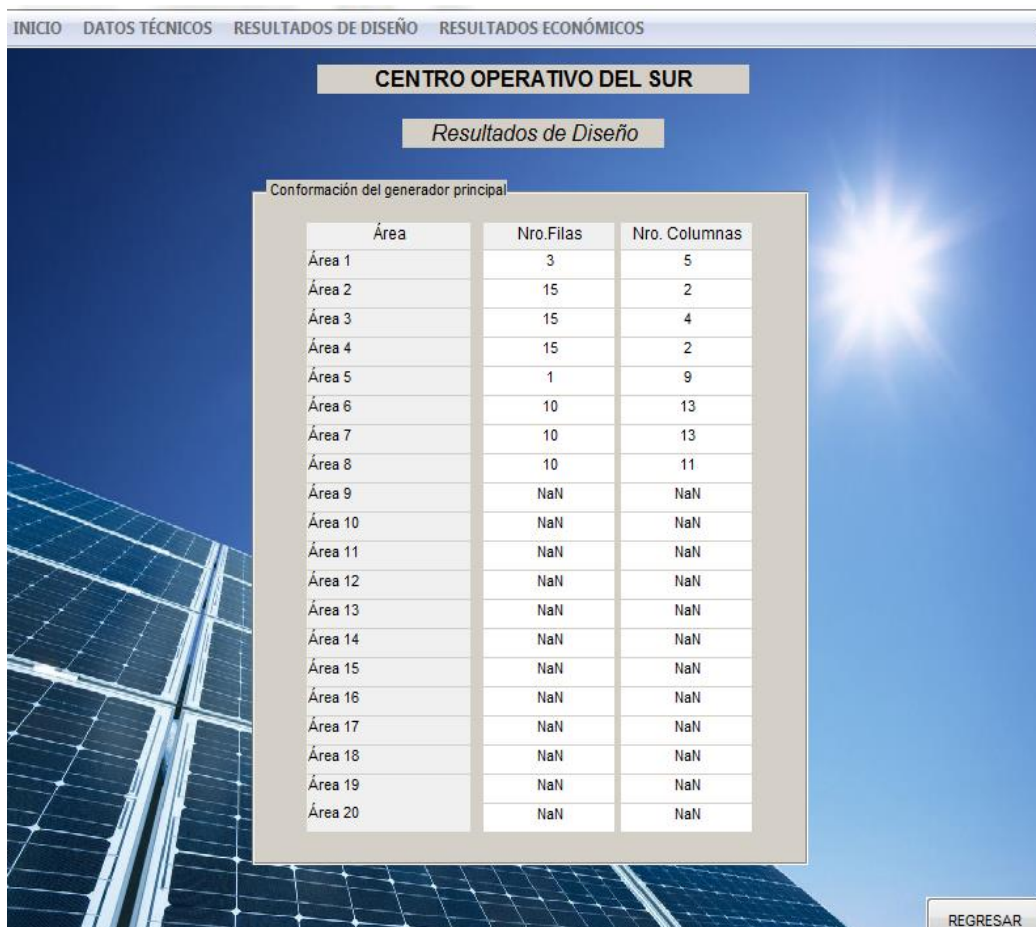 INICIO DATOS TÉCNICOS RESULTADOS DE DISEÑO RESULTADOS ECONÓMICOS
CENTRO OPERATIVO DEL SUR
Resultados de Diseño
Conformación del generador principal
Área Nro.Filas Nro. Columnas
Área 1 3 5
Área 2 15 2
Área 3 15 4
Área 4 15 2
Área 5 1 9
Área 6 10 13
Área 7 10 13
Área 8 10 11
Área 9 NaN NaN
Área 10 NaN NaN
Área 11 NaN NaN
Área 12 NaN NaN
Área 13 NaN NaN
Área 14 NaN NaN
Área 15 NaN NaN
Área 16 NaN NaN
Área 17 NaN NaN
Área 18 NaN NaN
Área 19 NaN NaN
Área 20 NaN NaN
REGRESAR